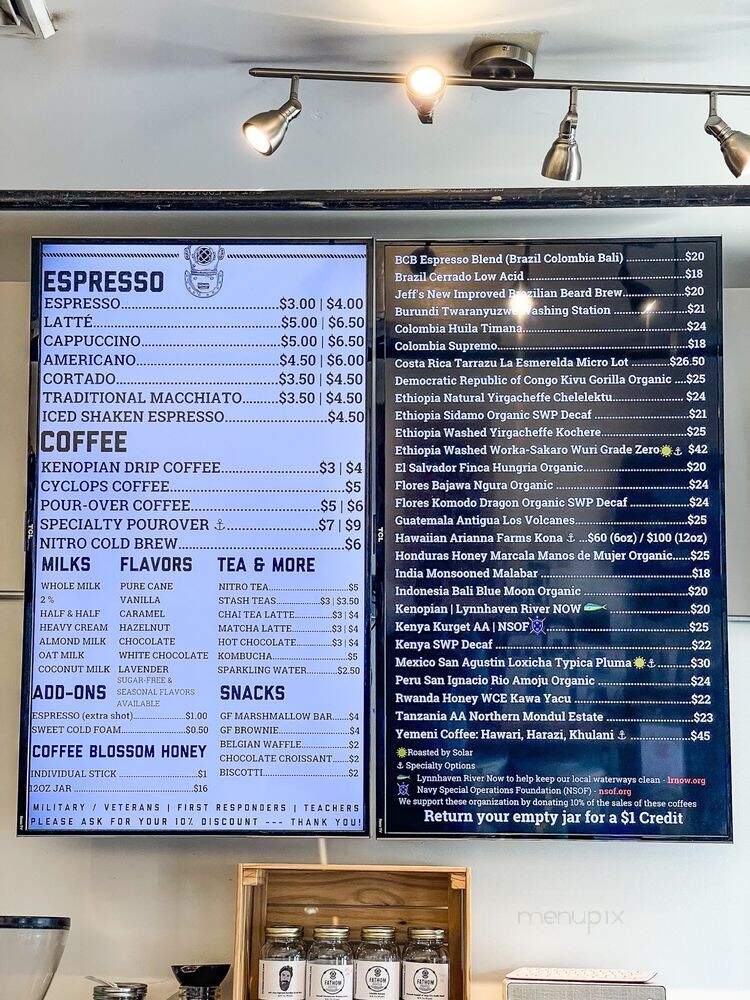 ESPRESSO
ESPRESSO...$3.00 | $4.00
LATTÉ...$5.00 | $6.50
CAPPUCCINO...$5.00 | $6.50
AMERICANO...$4.50 | $6.00
CORTADO...$3.50 | $4.50
TRADITIONAL MACCHIATO...$3.50 | $4.50
ICED SHAKEN ESPRESSO...$4.50
COFFEE
KENOPIAN DRIP COFFEE...$3 | $4
CYCLOPS COFFEE...$5
POUR-OVER COFFEE...$5 | $6
SPECIALTY POUROVER ⚓...$7 | $9
NITRO COLD BREW...$6
MILKS
WHOLE MILK
2 %
HALF & HALF
HEAVY CREAM
ALMOND MILK
OAT MILK
COCONUT MILK
FLAVORS
PURE CANE
VANILLA
CARAMEL
HAZELNUT
CHOCOLATE
WHITE CHOCOLATE
LAVENDER
SUGAR-FREE &
SEASONAL FLAVORS
AVAILABLE
TEA & MORE
NITRO TEA...$5
STASH TEAS...$3 | $3.50
CHAI TEA LATTE...$3 | $4
MATCHA LATTE...$3 | $4
HOT CHOCOLATE...$3 | $4
KOMBUCHA...$5
SPARKLING WATER...$2.50
ADD-ONS
ESPRESSO (extra shot)...$1.00
SWEET COLD FOAM...$0.50
SNACKS
GF MARSHMALLOW BAR...$4
GF BROWNIE...$4
BELGIAN WAFFLE...$2
CHOCOLATE CROISSANT...$2
BISCOTTI...$2
COFFEE BLOSSOM HONEY
INDIVIDUAL STICK...$1
12OZ JAR...$16
MILITARY / VETERANS | FIRST RESPONDERS | TEACHERS
PLEASE ASK FOR YOUR 10% DISCOUNT --- THANK YOU!
TCL
BCB Espresso Blend (Brazil Colombia Bali)...$20
Brazil Cerrado Low Acid...$18
Jeff's New Improved Brazilian Beard Brew...$20
Burundi Twaranyuzwe Washing Station...$21
Colombia Huila Timana...$24
Colombia Supremo...$18
Costa Rica Tarrazu La Esmerelda Micro Lot...$26.50
Democratic Republic of Congo Kivu Gorilla Organic...$25
Ethiopia Natural Yirgacheffe Chelelektu...$24
Ethiopia Sidamo Organic SWP Decaf...$21
Ethiopia Washed Yirgacheffe Kochere...$25
Ethiopia Washed Worka-Sakaro Wuri Grade Zero ⚓ $42
El Salvador Finca Hungria Organic...$20
Flores Bajawa Ngura Organic...$24
Flores Komodo Dragon Organic SWP Decaf...$24
Guatemala Antigua Los Volcanes...$25
Hawaiian Arianna Farms Kona ⚓...$60 (6oz) / $100 (12oz)
Honduras Honey Marcala Manos de Mujer Organic...$25
India Monsooned Malabar...$18
Indonesia Bali Blue Moon Organic...$20
Kenopian | Lynnhaven River NOW...$20
Kenya Kurget AA | NSOF...$25
Kenya SWP Decaf...$22
Mexico San Agustin Loxicha Typica Pluma ⚓...$30
Peru San Ignacio Rio Amoju Organic...$24
Rwanda Honey WCE Kawa Yacu...$22
Tanzania AA Northern Mondul Estate...$23
Yemeni Coffee: Hawari, Harazi, Khulani ⚓...$45
Roasted by Solar
⚓ Specialty Options
Lynnhaven River Now to help keep our local waterways clean - lrnow.org
Navy Special Operations Foundation (NSOF) - nsof.org
We support these organization by donating 10% of the sales of these coffees
Return your empty jar for a $1 Credit
TCL
menupix
FATHOM
FATHOM
FATHOM